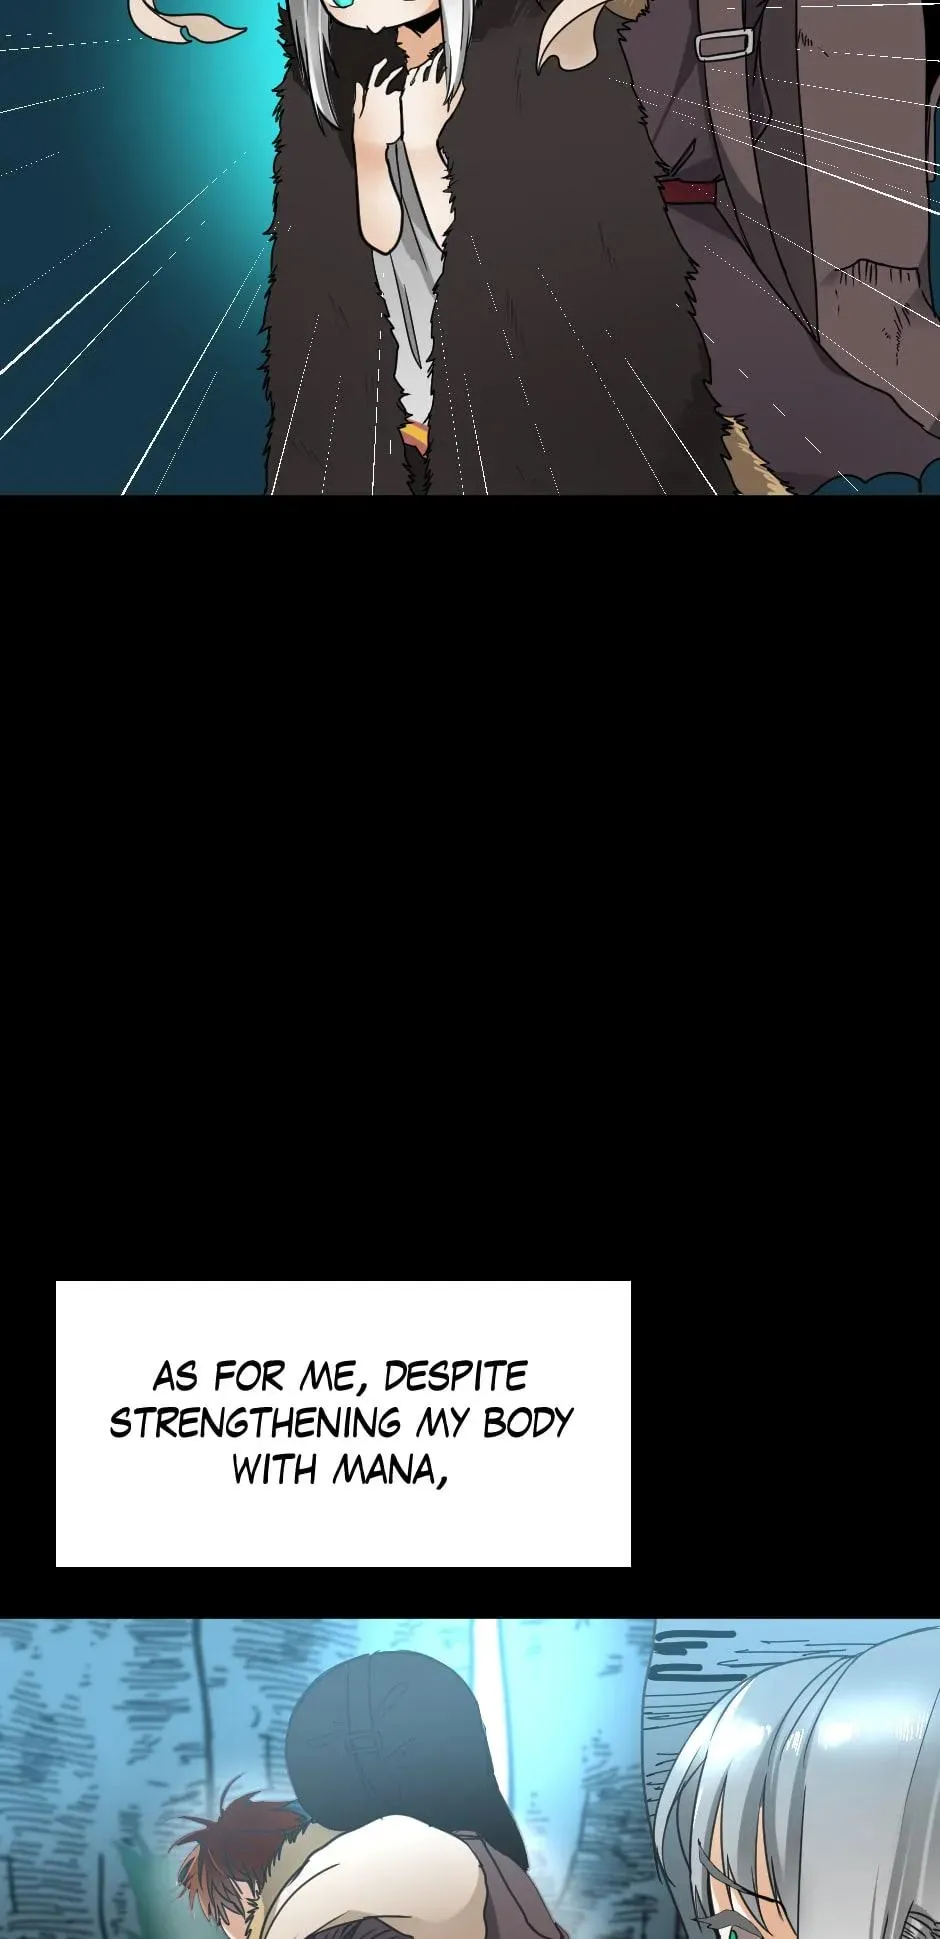 AS FOR ME, DESPITE
STRENGTHENING MY BODY
WITH MANA,